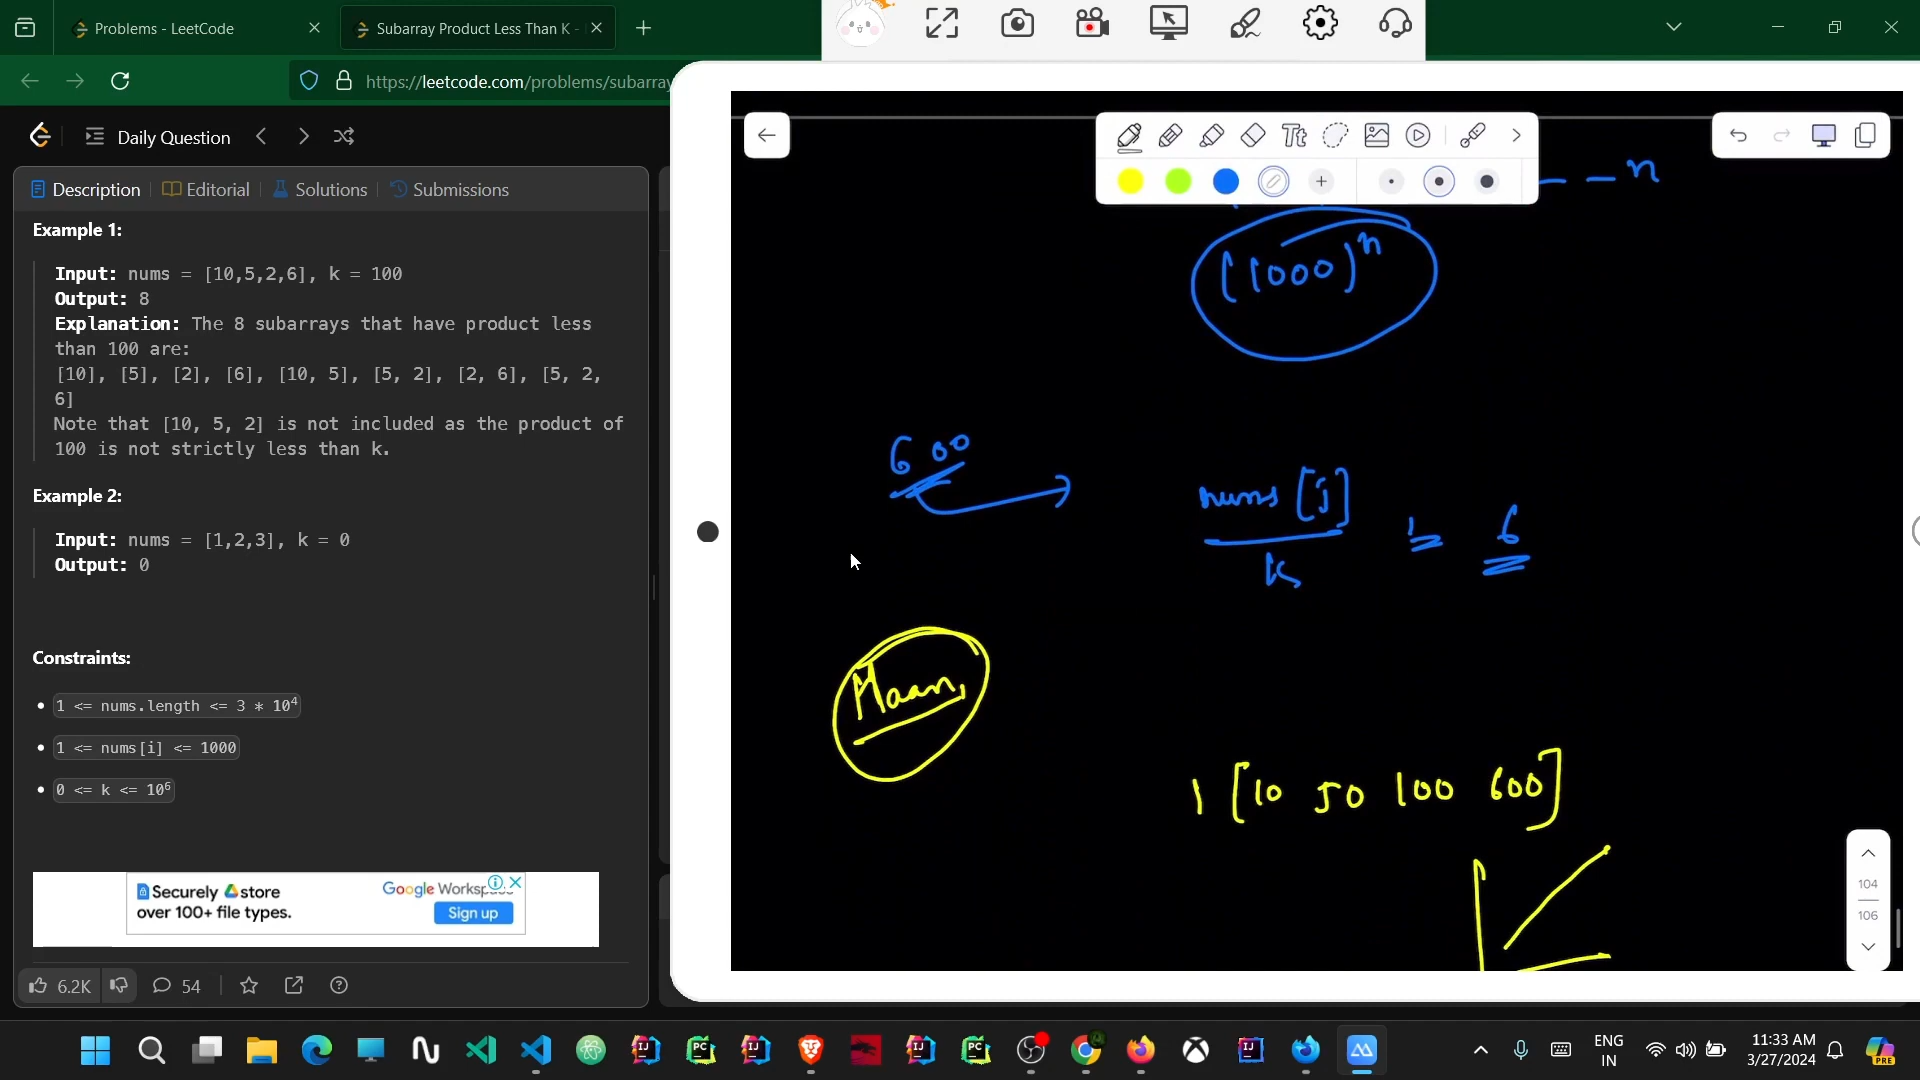 Problems - LeetCode
Subarray Product Less Than K -
https://leetcode.com/problems/subarray
Daily Question
Description
Editorial
Solutions
Submissions
Example 1:
Input: nums = [10,5,2,6], k = 100
Output: 8
Explanation: The 8 subarrays that have product less
than 100 are:
[10], [5], [2], [6], [10, 5], [5, 2], [2, 6], [5, 2,
6]
Note that [10, 5, 2] is not included as the product of
100 is not strictly less than k.
Example 2:
Input: nums = [1,2,3], k = 0
Output: 0
Constraints:
1 <= nums.length <= 3 * 10⁴
1 <= nums[i] <= 1000
0 <= k <= 10⁶
Securely store
over 100+ file types.
Google Worksp
Sign up
6.2K
54
Tt
n
(1000)ⁿ
600
nums [j]
k
6
1 [10 50 100 600]
104
106
ENG
IN
11:33 AM
3/27/2024